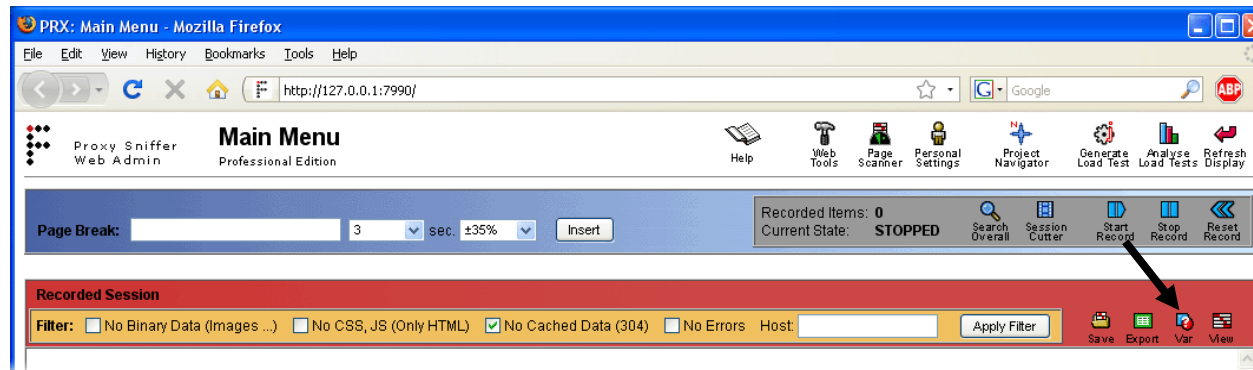 PRX: Main Menu - Mozilla Firefox
File Edit View History Bookmarks Tools Help
http://127.0.0.1:7990/
G Google
ABP
Proxy Sniffer
Web Admin
Main Menu
Professional Edition
Help
Web Tools
Page Scanner
Personal Settings
N
Project Navigator
Generate Load Test
Analyse Load Tests
Refresh Display
Page Break: 3 sec. ±35% Insert
Recorded Items: 0
Current State: STOPPED
Search Overall
Session Cutter
Start Record
Stop Record
Reset Record
Recorded Session
Filter: No Binary Data (Images ...) No CSS, JS (Only HTML) No Cached Data (304) No Errors Host: Apply Filter
Save Export Var View